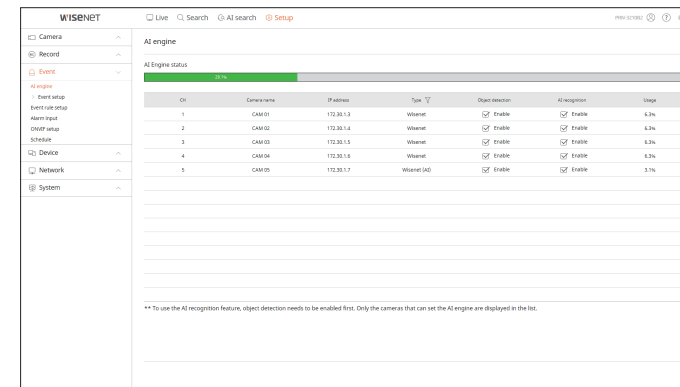 WISENET
Live Search AI search Setup
Camera
Record
Event
AI engine
Event setup
Event rule setup
Alarm input
ONVIF setup
Schedule
Device
Network
System
AI engine
AI Engine status
CH Camera name IP address Type Object detection AI recognition Usage
1 CAM 01 172.30.1.3 Wisenet Enable Enable 6.3%
2 CAM 02 172.30.1.4 Wisenet Enable Enable 6.3%
3 CAM 03 172.30.1.5 Wisenet Enable Enable 6.3%
4 CAM 04 172.30.1.6 Wisenet Enable Enable 6.3%
5 CAM 05 172.30.1.7 Wisenet (AI) Enable Enable 3.1%
** To use the AI recognition feature, object detection needs to be enabled first. Only the cameras that can set the AI engine are displayed in the list.